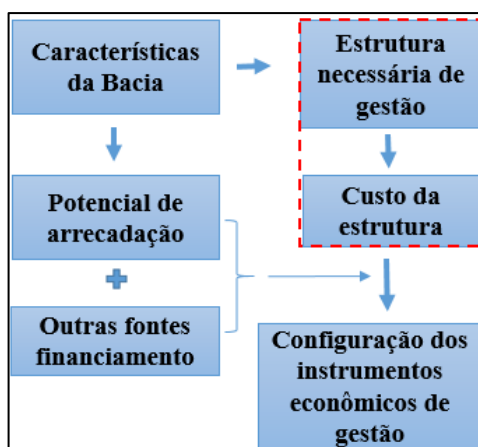 Características
da Bacia
Estrutura
necessária de
gestão
Potencial de
arrecadação
Custo da
estrutura
Outras fontes
financiamento
Configuração dos
instrumentos
econômicos de
gestão